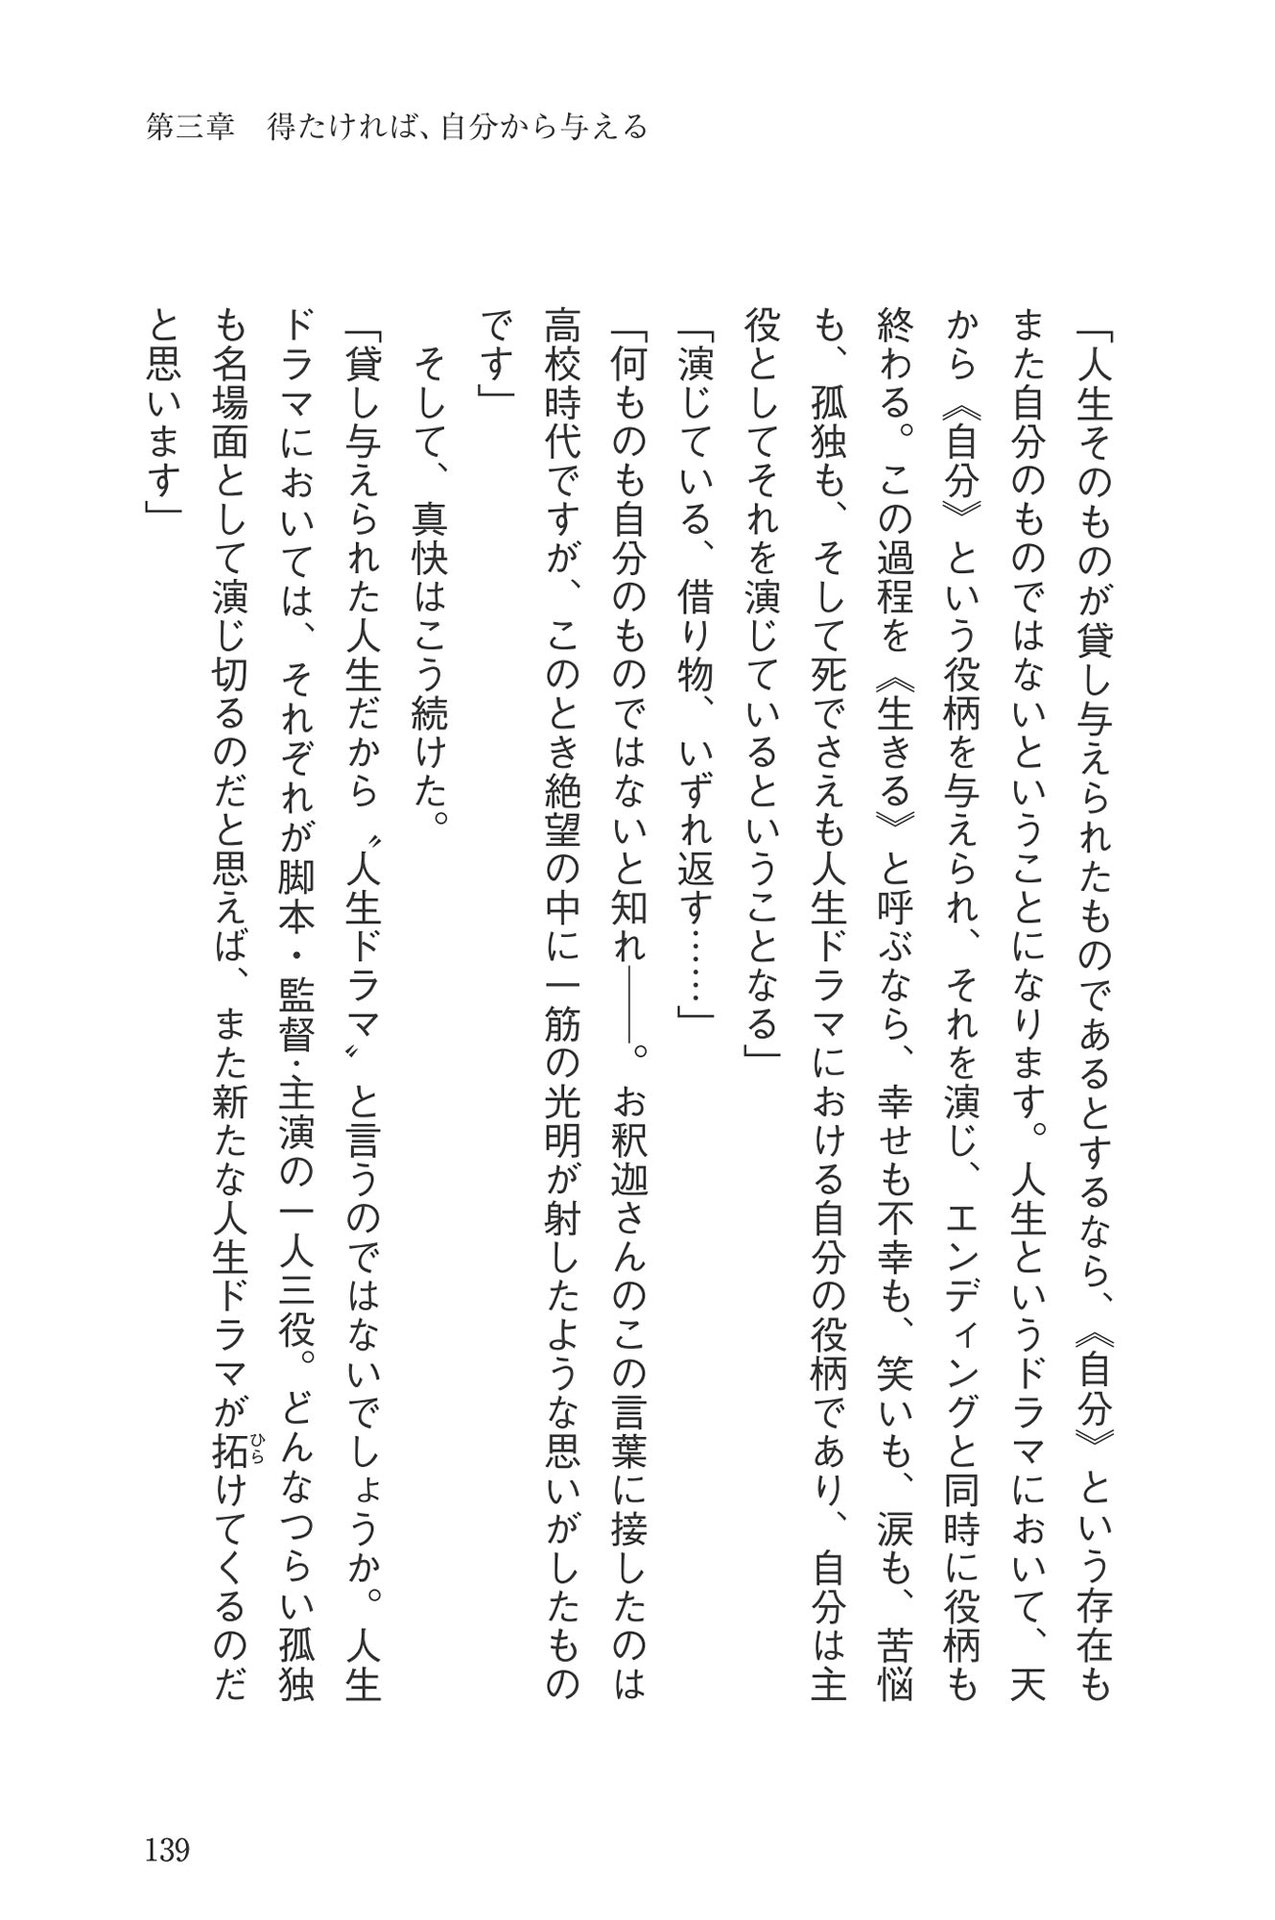 第三章　得たければ、自分から与える
「人生そのものが貸し与えられたものであるとするなら、《自分》という存在も
また自分のものではないということになります。人生というドラマにおいて、天
から《自分》という役柄を与えられ、それを演じ、エンディングと同時に役柄も
終わる。この過程を《生きる》と呼ぶなら、幸せも不幸も、笑いも、涙も、苦悩
も、孤独も、そして死でさえも人生ドラマにおける自分の役柄であり、自分は主
役としてそれを演じているということなる」
「演じている、借り物、いずれ返す……」
「何ものも自分のものではないと知れ――。お釈迦さんのこの言葉に接したのは
高校時代ですが、このとき絶望の中に一筋の光明が射したような思いがしたもの
です」
　そして、真快はこう続けた。
「貸し与えられた人生だから〝人生ドラマ〟と言うのではないでしょうか。人生
ドラマにおいては、それぞれが脚本・監督・主演の一人三役。どんなつらい孤独
も名場面として演じ切るのだと思えば、また新たな人生ドラマが拓けてくるのだ
ひら
と思います」
139